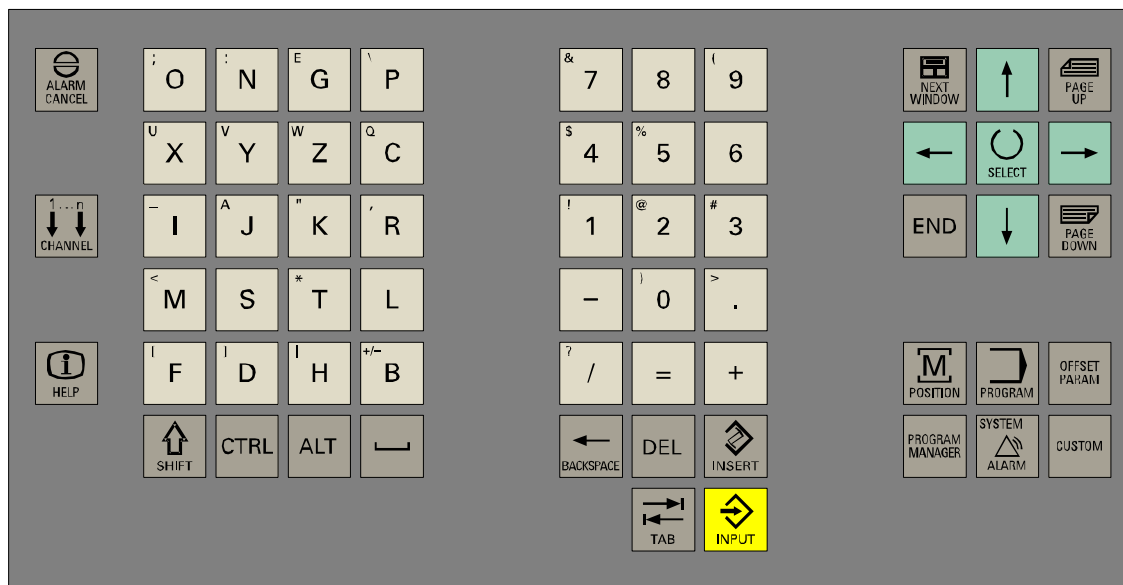 ALARM
CANCEL
; O
: N
E G
\ P
& 7
8
( 9
NEXT
WINDOW
PAGE
UP
U X
V Y
W Z
Q C
$ 4
% 5
6
SELECT
1...n
CHANNEL
_ I
A J
" K
, R
! 1
@ 2
# 3
END
PAGE
DOWN
< M
S
* T
L
−
) 0
> .
HELP
[ F
] D
| H
+/− B
? /
=
+
M
POSITION
PROGRAM
OFFSET
PARAM
SHIFT
CTRL
ALT
BACKSPACE
DEL
INSERT
PROGRAM
MANAGER
SYSTEM
ALARM
CUSTOM
TAB
INPUT